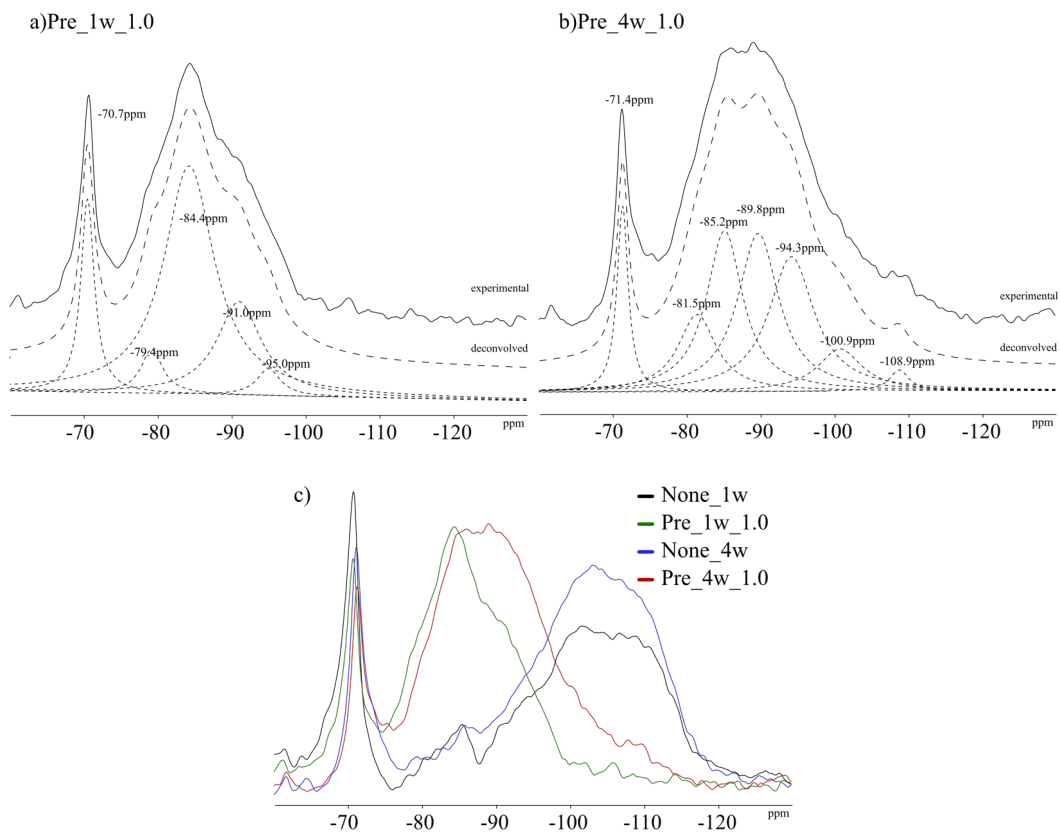 a)Pre_1w_1.0
-70.7ppm
-84.4ppm
-91.0ppm
-79.4ppm
-95.0ppm
experimental
deconvolved
-70 -80 -90 -100 -110 -120 ppm
b)Pre_4w_1.0
-71.4ppm
-89.8ppm
-85.2ppm
-94.3ppm
-81.5ppm
-100.9ppm
-108.9ppm
experimental
deconvolved
-70 -80 -90 -100 -110 -120 ppm
c)
None_1w
Pre_1w_1.0
None_4w
Pre_4w_1.0
-70 -80 -90 -100 -110 -120 ppm